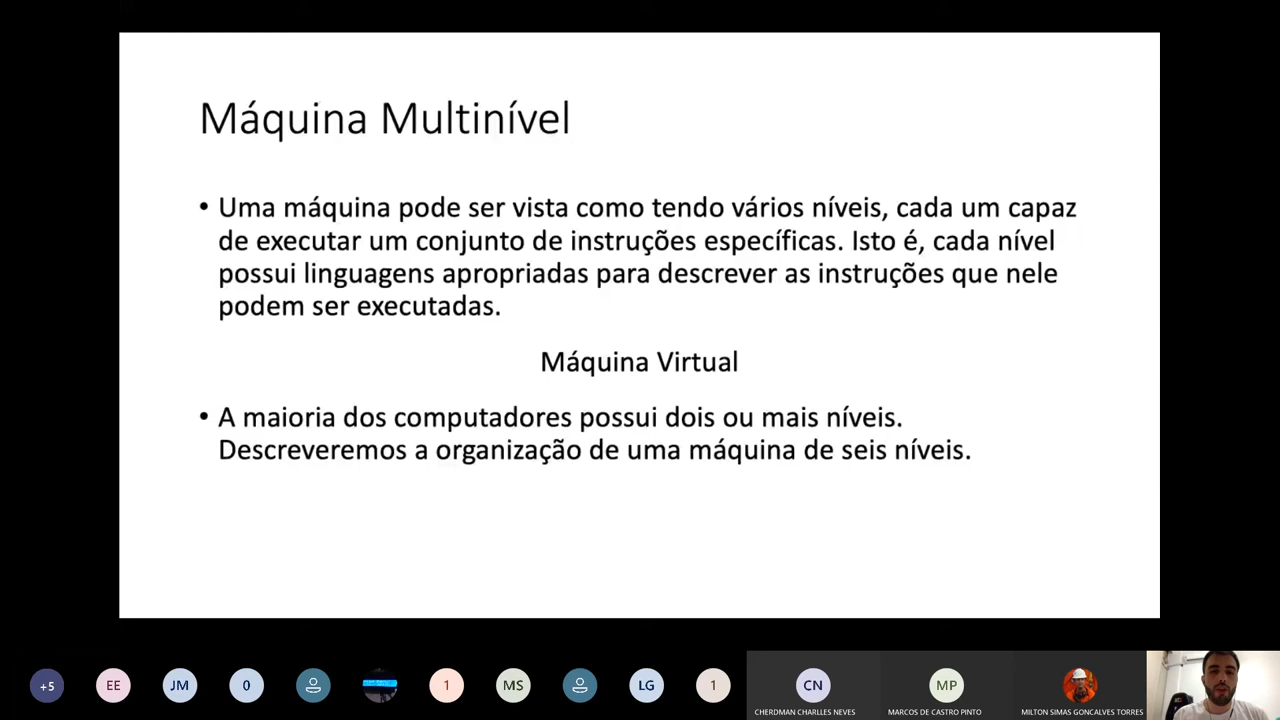 Máquina Multinível
• Uma máquina pode ser vista como tendo vários níveis, cada um capaz
de executar um conjunto de instruções específicas. Isto é, cada nível
possui linguagens apropriadas para descrever as instruções que nele
podem ser executadas.
Máquina Virtual
• A maioria dos computadores possui dois ou mais níveis.
Descreveremos a organização de uma máquina de seis níveis.
+5 EE JM 0 1 MS LG 1 CN MP
CHERDMAN CHARLLES NEVES MARCOS DE CASTRO PINTO MILTON SIMAS GONCALVES TORRES